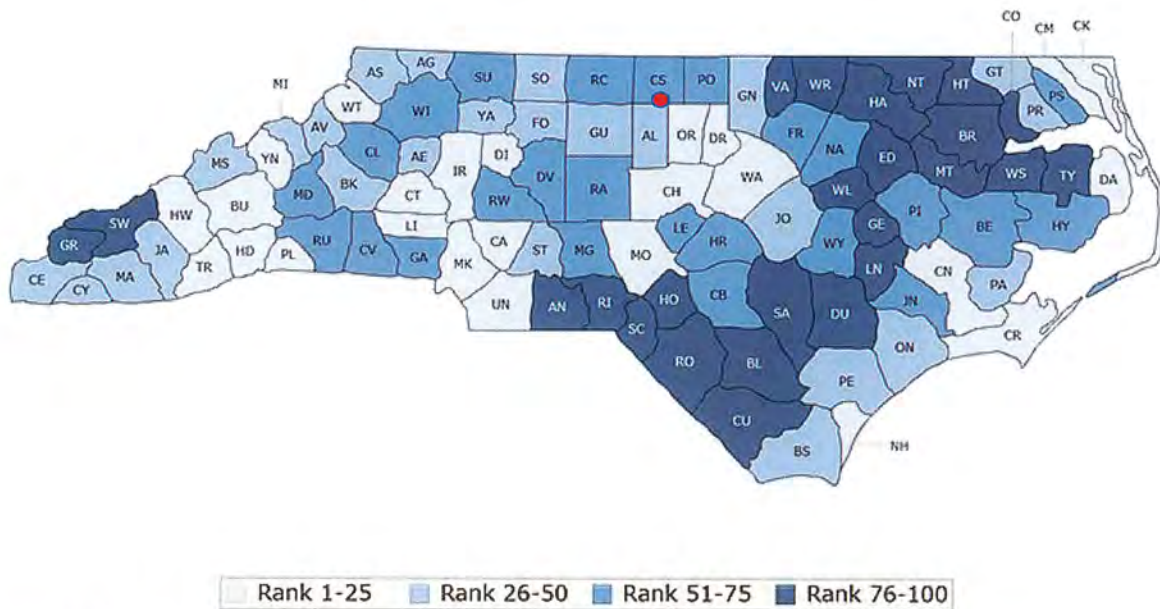 CO CM CK
AS AG SU SO RC CS PO GN VA WR NT HT GT
MI WT HA PR PS
AV WI YA FO GU AL OR DR FR BR
MS YN CL AE DI NA ED
MD BK IR DV RA WA MT WS TY DA
SW HW BU CT RW CH WL
GR LI JO PI BE HY
JA HD RU CV GA CA ST MG MO LE HR WY GE
CE CY MA TR PL MK LN CN PA
UN AN RI HO CB SA DU JN
SC ON CR
RO BL PE
CU
BS NH
Rank 1-25 Rank 26-50 Rank 51-75 Rank 76-100